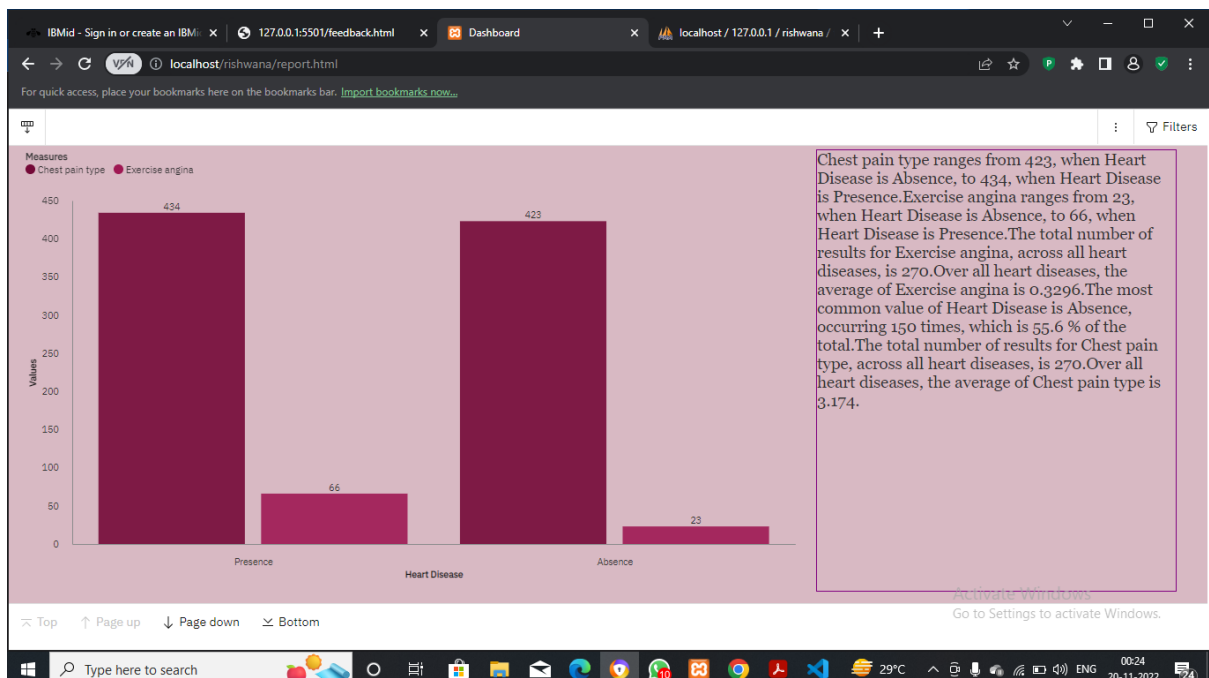 IBMid - Sign in or create an IBMi
127.0.0.1:5501/feedback.html
Dashboard
localhost / 127.0.0.1 / rishwana /
VPN
localhost/rishwana/report.html
For quick access, place your bookmarks here on the bookmarks bar. Import bookmarks now...
Filters
Measures
Chest pain type Exercise angina
450
400
350
300
250
200
150
100
50
0
Values
434
66
423
23
Presence
Absence
Heart Disease
Chest pain type ranges from 423, when Heart
Disease is Absence, to 434, when Heart Disease
is Presence.Exercise angina ranges from 23,
when Heart Disease is Absence, to 66, when
Heart Disease is Presence.The total number of
results for Exercise angina, across all heart
diseases, is 270.Over all heart diseases, the
average of Exercise angina is 0.3296.The most
common value of Heart Disease is Absence,
occurring 150 times, which is 55.6 % of the
total.The total number of results for Chest pain
type, across all heart diseases, is 270.Over all
heart diseases, the average of Chest pain type is
3.174.
Activate Windows
Go to Settings to activate Windows.
Top Page up Page down Bottom
Type here to search
10
29°C
ENG
00:24
20-11-2022
24